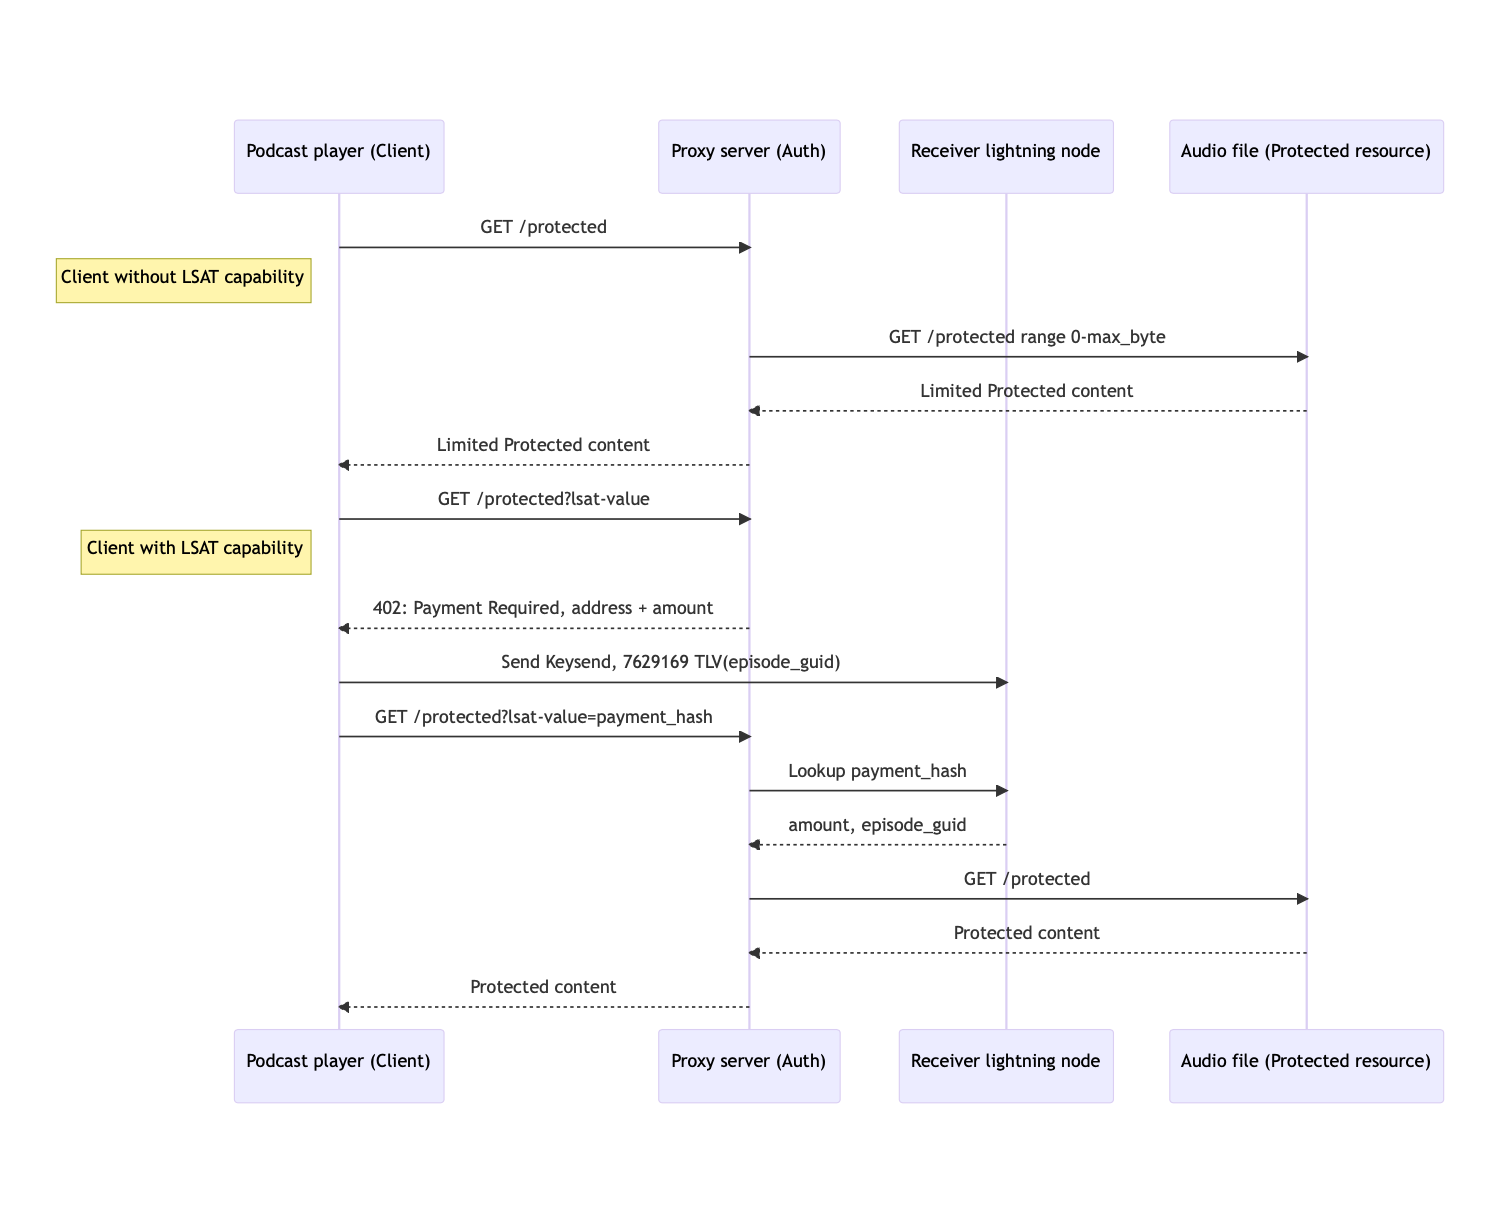 Podcast player (Client)
Proxy server (Auth)
Receiver lightning node
Audio file (Protected resource)
GET /protected
Client without LSAT capability
GET /protected range 0-max_byte
Limited Protected content
Limited Protected content
GET /protected?lsat-value
Client with LSAT capability
402: Payment Required, address + amount
Send Keysend, 7629169 TLV(episode_guid)
GET /protected?lsat-value=payment_hash
Lookup payment_hash
amount, episode_guid
GET /protected
Protected content
Protected content
Podcast player (Client)
Proxy server (Auth)
Receiver lightning node
Audio file (Protected resource)